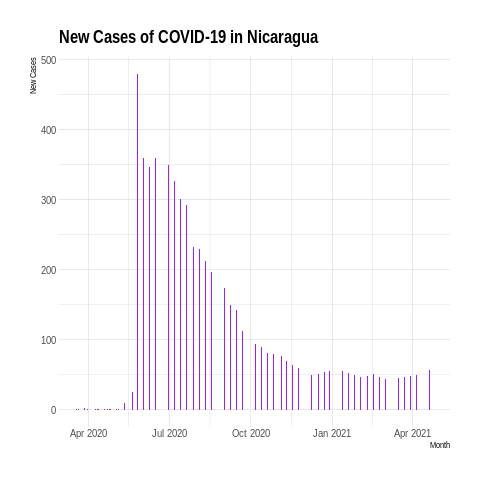 New Cases of COVID-19 in Nicaragua
New Cases
500
400
300
200
100
0
Apr 2020
Jul 2020
Oct 2020
Jan 2021
Apr 2021
Month